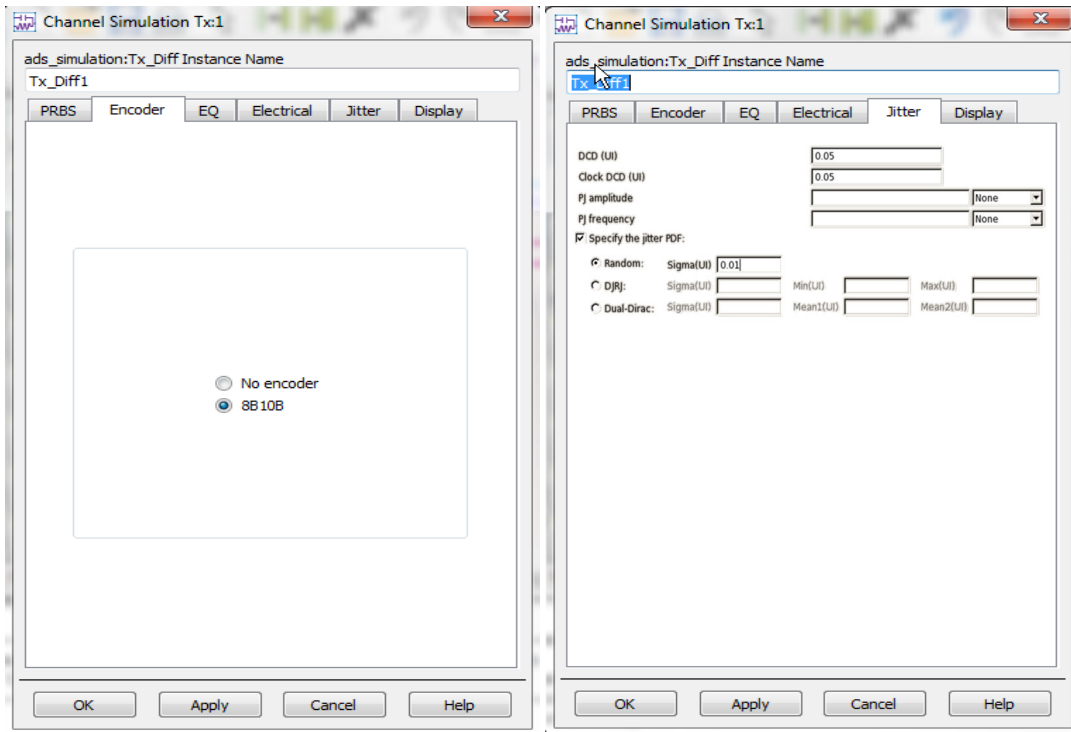 Channel Simulation Tx:1
ads_simulation:Tx_Diff Instance Name
Tx_Diff1
PRBS Encoder EQ Electrical Jitter Display
No encoder
8B10B
OK Apply Cancel Help
Channel Simulation Tx:1
ads_simulation:Tx_Diff Instance Name
Tx_Diff1
PRBS Encoder EQ Electrical Jitter Display
DCD (UI) 0.05
Clock DCD (UI) 0.05
PJ amplitude None
PJ frequency None
Specify the jitter PDF:
Random: Sigma(UI) 0.01
DJRJ: Sigma(UI) Min(UI) Max(UI)
Dual-Dirac: Sigma(UI) Mean1(UI) Mean2(UI)
OK Apply Cancel Help